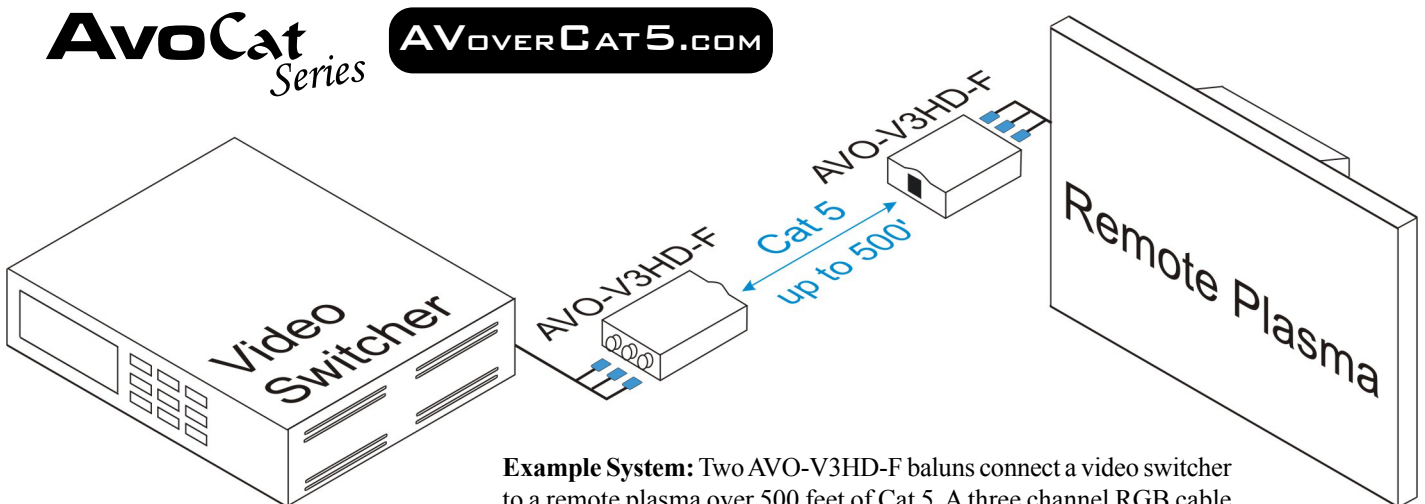 AvoCat
Series
AVOVERCAT5.COM
AVO-V3HD-F
Cat 5
up to 500'
AVO-V3HD-F
Remote Plasma
Video
Switcher
Example System: Two AVO-V3HD-F baluns connect a video switcher
to a remote plasma over 500 feet of Cat 5. A three channel RGB cable